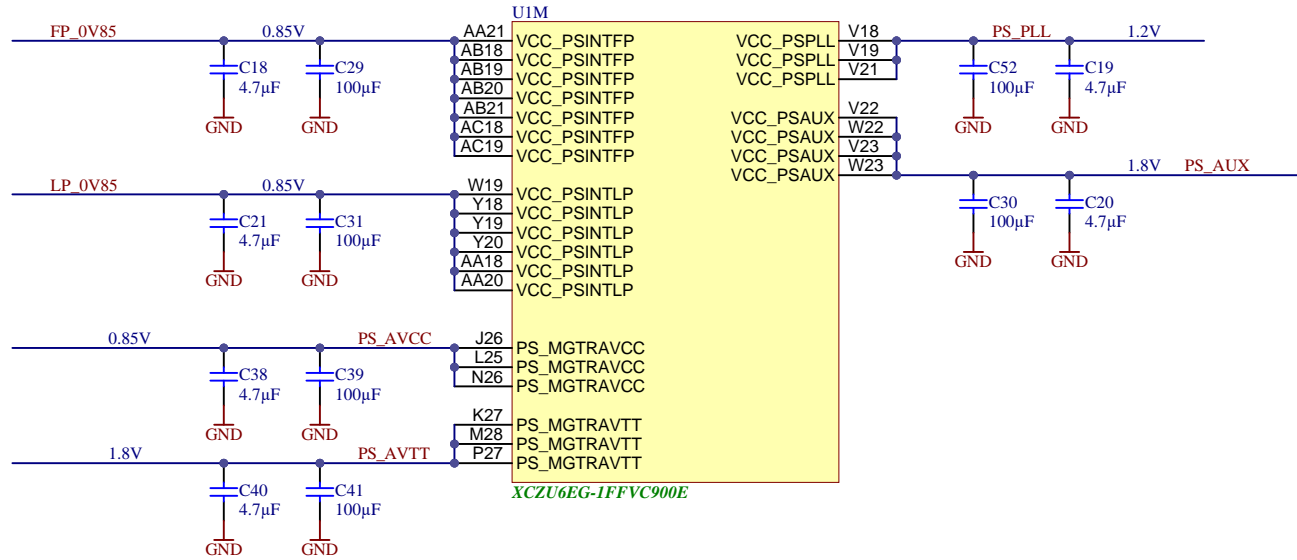 U1M
FP_0V85 0.85V
C18
4.7µF
GND
C29
100µF
GND
AA21 VCC_PSINTFP
AB18 VCC_PSINTFP
AB19 VCC_PSINTFP
AB20 VCC_PSINTFP
AB21 VCC_PSINTFP
AC18 VCC_PSINTFP
AC19 VCC_PSINTFP
LP_0V85 0.85V
C21
4.7µF
GND
C31
100µF
GND
W19 VCC_PSINTLP
Y18 VCC_PSINTLP
Y19 VCC_PSINTLP
Y20 VCC_PSINTLP
AA18 VCC_PSINTLP
AA20 VCC_PSINTLP
0.85V PS_AVCC
C38
4.7µF
GND
C39
100µF
GND
J26 PS_MGTRAVCC
L25 PS_MGTRAVCC
N26 PS_MGTRAVCC
1.8V PS_AVTT
C40
4.7µF
GND
C41
100µF
GND
K27 PS_MGTRAVTT
M28 PS_MGTRAVTT
P27 PS_MGTRAVTT
VCC_PSPLL V18
VCC_PSPLL V19
VCC_PSPLL V21
PS_PLL 1.2V
C52
100µF
GND
C19
4.7µF
GND
VCC_PSAUX V22
VCC_PSAUX W22
VCC_PSAUX V23
VCC_PSAUX W23
1.8V PS_AUX
C30
100µF
GND
C20
4.7µF
GND
XCZU6EG-1FFVC900E